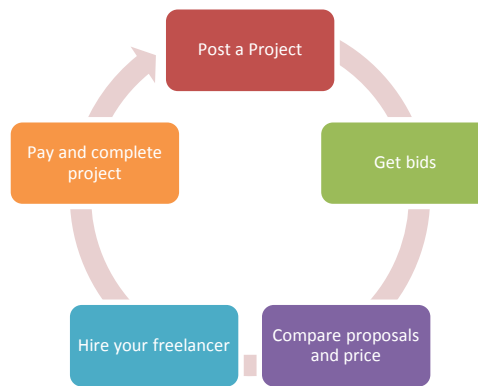 Post a Project
Get bids
Compare proposals
and price
Hire your freelancer
Pay and complete
project